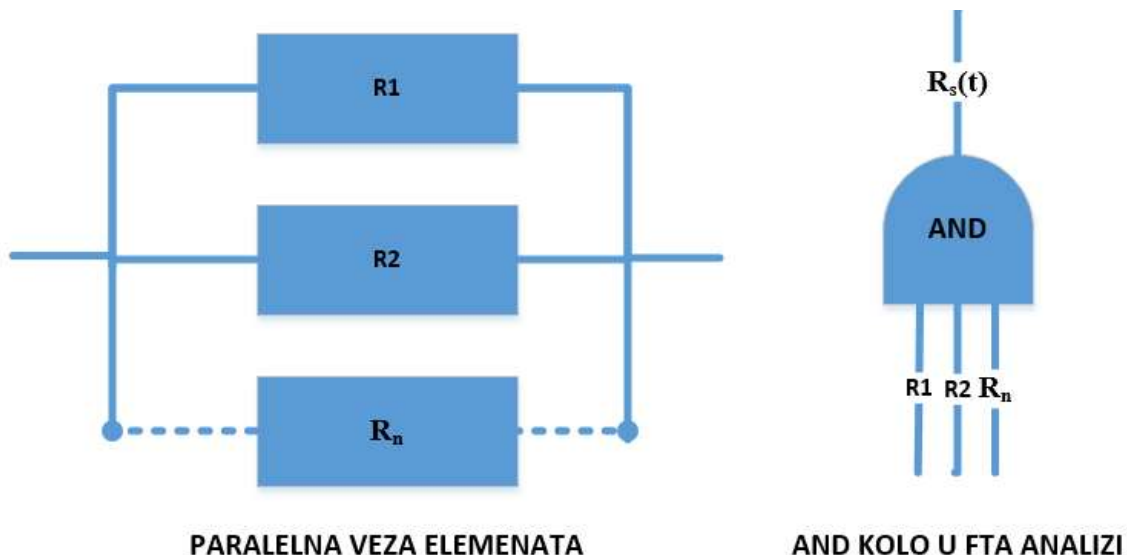 R1
R2
Rn
PARALELNA VEZA ELEMENATA
Rs(t)
AND
R1 R2 Rn
AND KOLO U FTA ANALIZI